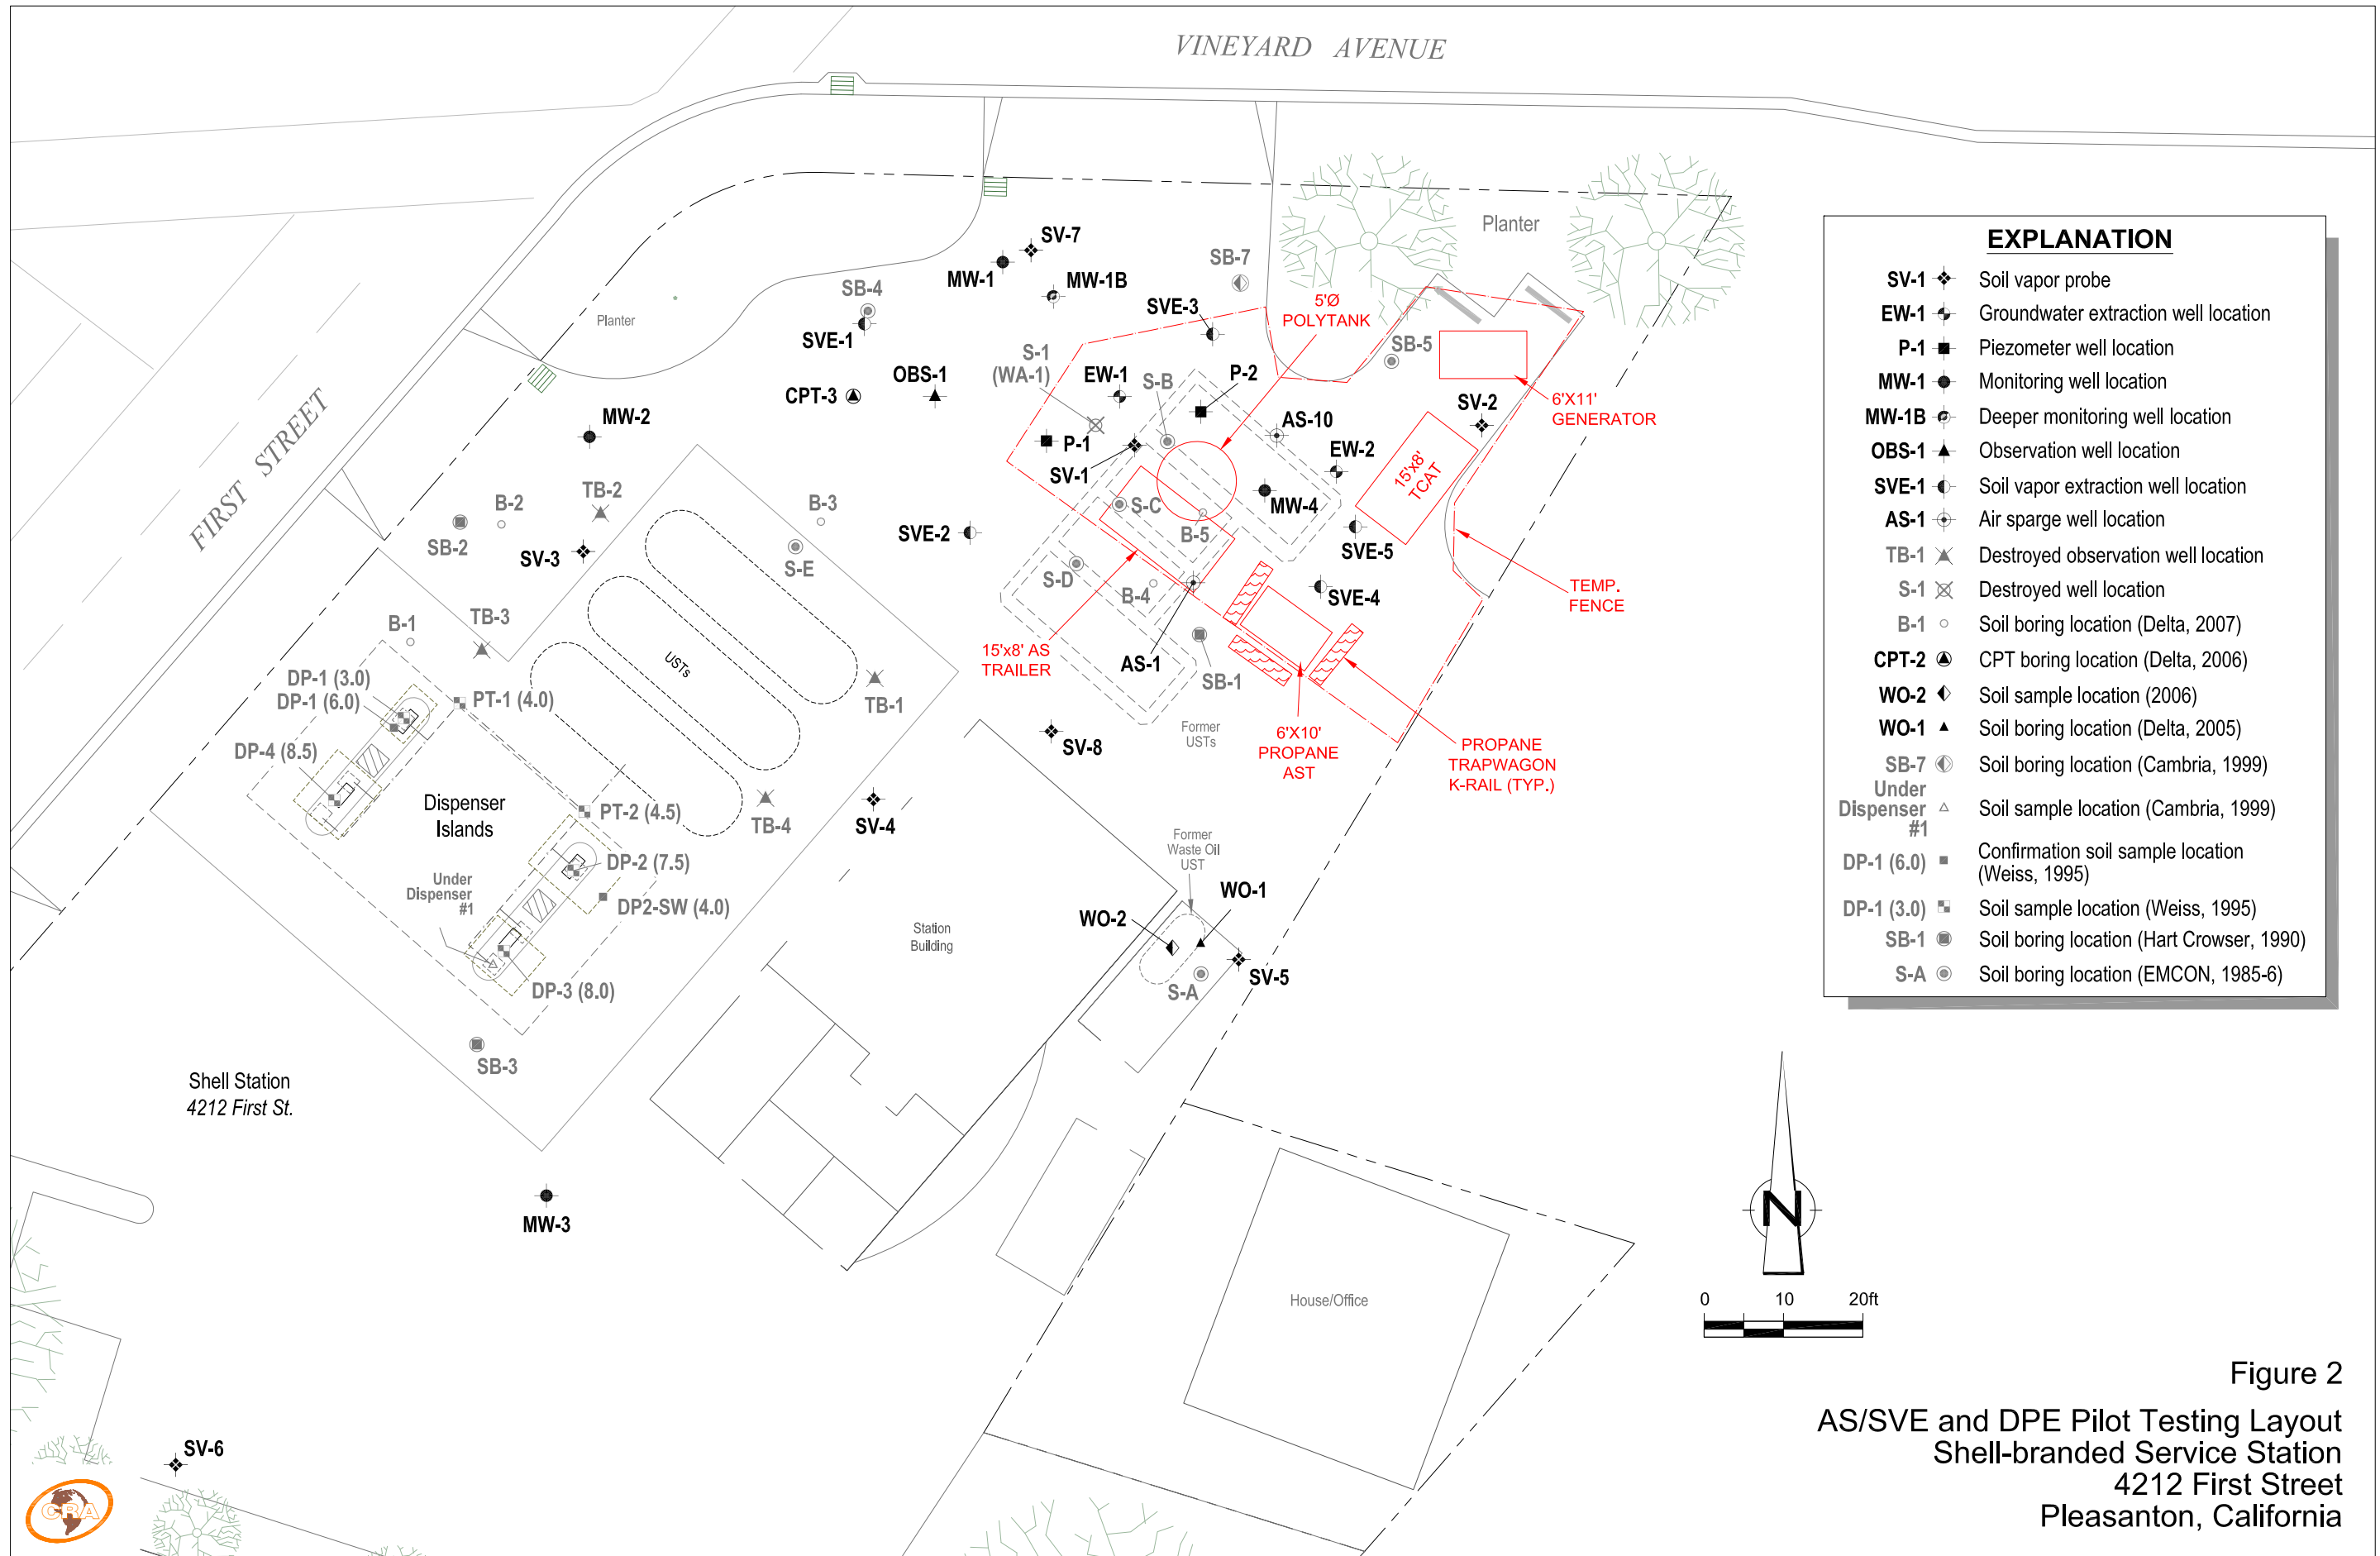 VINEYARD AVENUE
FIRST STREET
Planter
Planter
SV-7
MW-1
MW-1B
SB-7
SB-4
SVE-1
SVE-3
5'Ø
POLYTANK
SB-5
S-1
(WA-1)
EW-1
S-B
P-2
CPT-3
OBS-1
6'X11'
GENERATOR
SV-2
MW-2
P-1
AS-10
EW-2
SV-1
15'x8'
TCAT
B-2
TB-2
B-3
S-C
MW-4
SB-2
SV-3
SVE-2
B-5
SVE-5
S-E
S-D
B-4
SVE-4
TEMP.
FENCE
B-1
TB-3
15'x8' AS
TRAILER
AS-1
SB-1
USTs
DP-1 (3.0)
DP-1 (6.0)
PT-1 (4.0)
TB-1
DP-4 (8.5)
SV-8
Former
USTs
6'X10'
PROPANE
AST
PROPANE
TRAPWAGON
K-RAIL (TYP.)
Dispenser
Islands
PT-2 (4.5)
TB-4
SV-4
Former
Waste Oil
UST
DP-2 (7.5)
Under
Dispenser
#1
DP2-SW (4.0)
WO-1
WO-2
Station
Building
SV-5
S-A
DP-3 (8.0)
SB-3
Shell Station
4212 First St.
MW-3
House/Office
SV-6
CRA
EXPLANATION
SV-1 Soil vapor probe
EW-1 Groundwater extraction well location
P-1 Piezometer well location
MW-1 Monitoring well location
MW-1B Deeper monitoring well location
OBS-1 Observation well location
SVE-1 Soil vapor extraction well location
AS-1 Air sparge well location
TB-1 Destroyed observation well location
S-1 Destroyed well location
B-1 Soil boring location (Delta, 2007)
CPT-2 CPT boring location (Delta, 2006)
WO-2 Soil sample location (2006)
WO-1 Soil boring location (Delta, 2005)
SB-7 Soil boring location (Cambria, 1999)
Under
Dispenser Soil sample location (Cambria, 1999)
#1
DP-1 (6.0) Confirmation soil sample location
(Weiss, 1995)
DP-1 (3.0) Soil sample location (Weiss, 1995)
SB-1 Soil boring location (Hart Crowser, 1990)
S-A Soil boring location (EMCON, 1985-6)
N
0 10 20ft
Figure 2
AS/SVE and DPE Pilot Testing Layout
Shell-branded Service Station
4212 First Street
Pleasanton, California